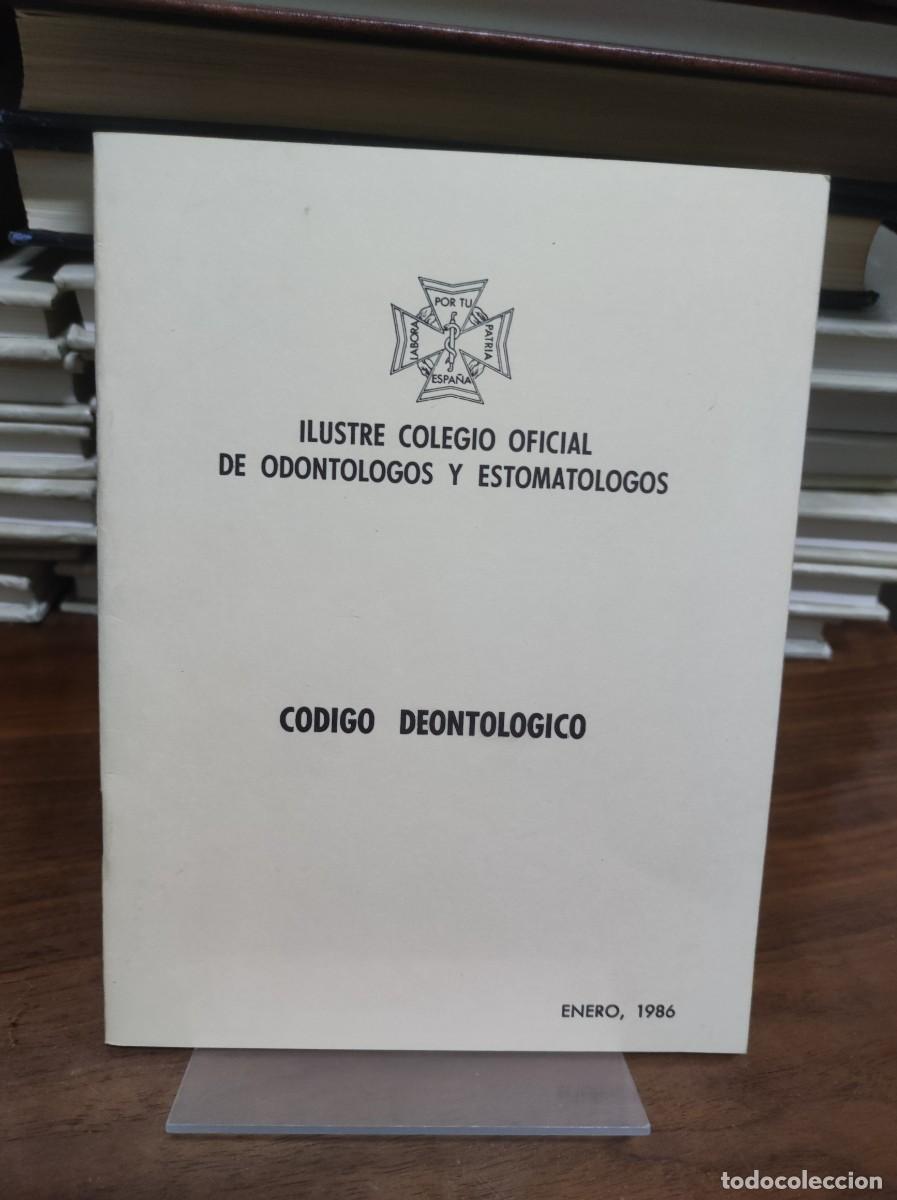 POR TU
LABORA
PATRIA
ESPAÑA
ILUSTRE COLEGIO OFICIAL
DE ODONTOLOGOS Y ESTOMATOLOGOS
CODIGO DEONTOLOGICO
ENERO, 1986
todocoleccion